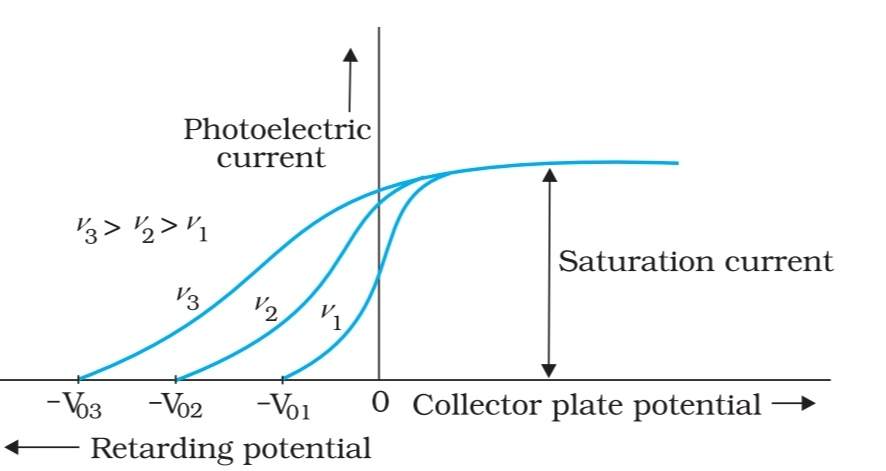 Photoelectric
current
ν3 > ν2 > ν1
Saturation current
ν3
ν2
ν1
–V03
–V02
–V01
0
Collector plate potential
Retarding potential